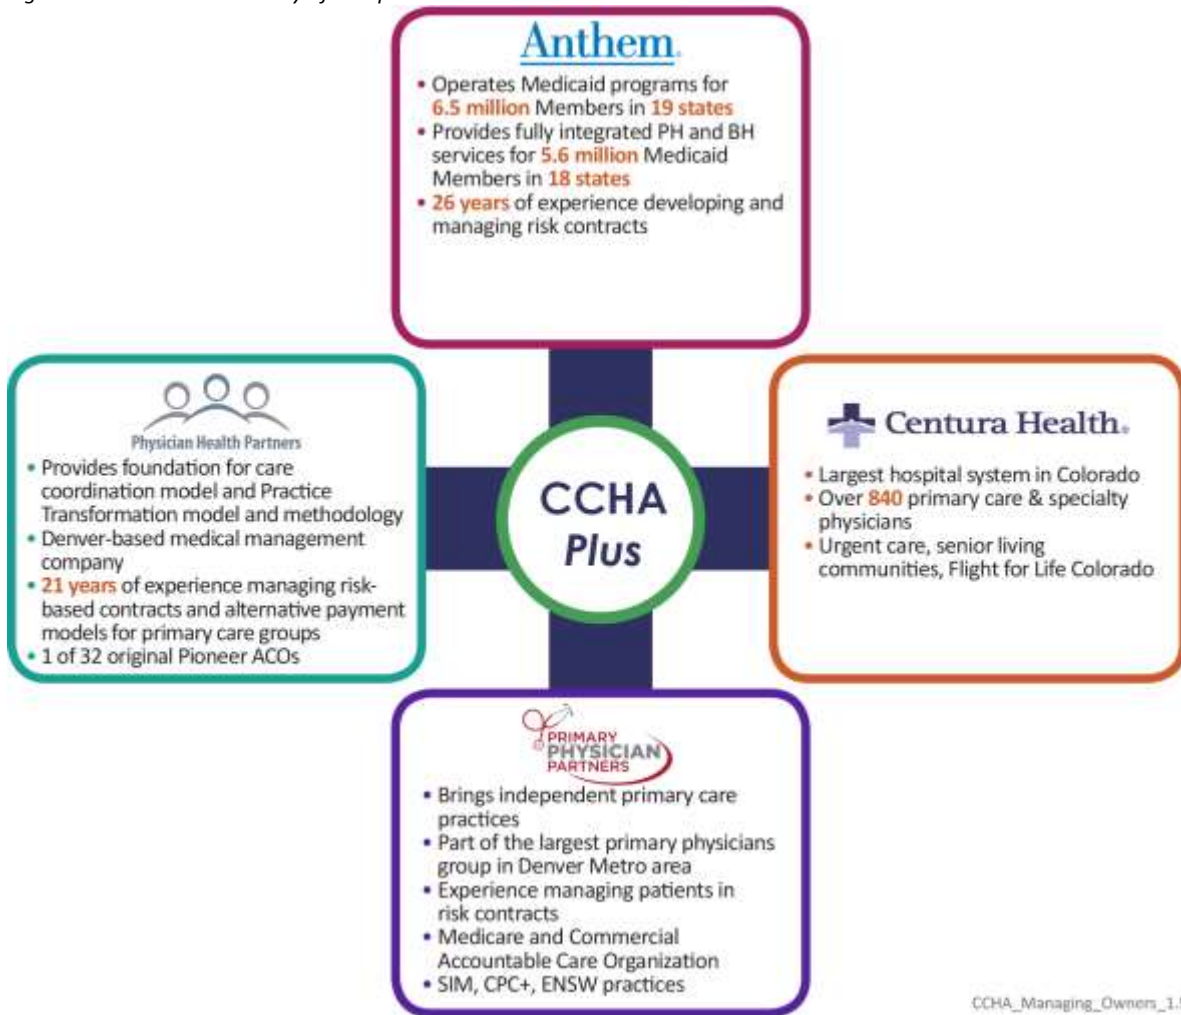 Anthem®
• Operates Medicaid programs for
6.5 million Members in 19 states
• Provides fully integrated PH and BH
services for 5.6 million Medicaid
Members in 18 states
• 26 years of experience developing and
managing risk contracts
Physician Health Partners
• Provides foundation for care
coordination model and Practice
Transformation model and methodology
• Denver-based medical management
company
• 21 years of experience managing risk-
based contracts and alternative payment
models for primary care groups
• 1 of 32 original Pioneer ACOs
CCHA
Plus
Centura Health®
• Largest hospital system in Colorado
• Over 840 primary care & specialty
physicians
• Urgent care, senior living
communities, Flight for Life Colorado
PRIMARY
PHYSICIAN
PARTNERS
• Brings independent primary care
practices
• Part of the largest primary physicians
group in Denver Metro area
• Experience managing patients in
risk contracts
• Medicare and Commercial
Accountable Care Organization
• SIM, CPC+, ENSW practices
CCHA_Managing_Owners_1.